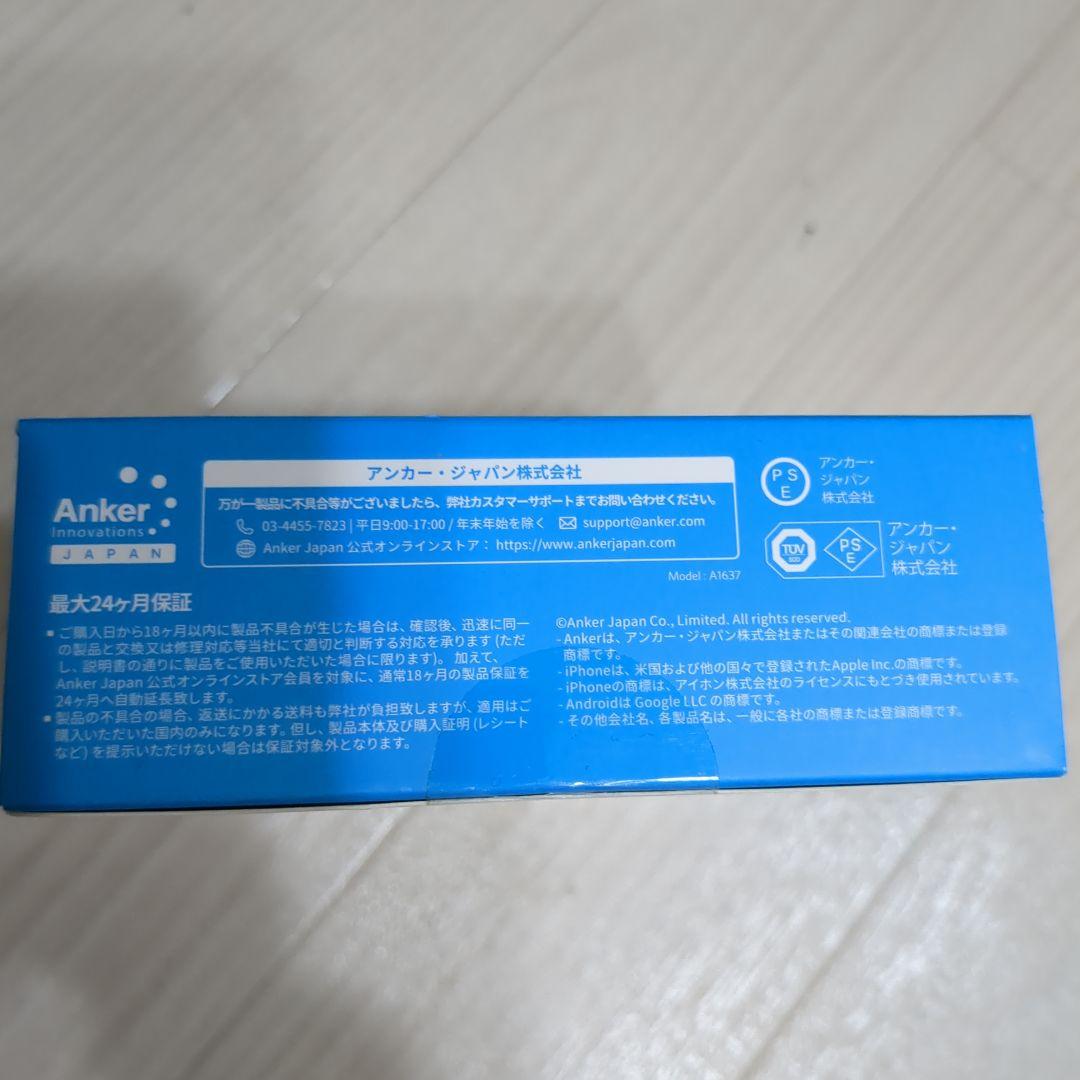 Anker
Innovations
JAPAN
アンカー・ジャパン株式会社
万が一製品に不具合等がございましたら、弊社カスタマーサポートまでお問い合わせください。
03-4455-7823 | 平日9:00-17:00 / 年末年始を除く support@anker.com
Anker Japan 公式オンラインストア： https://www.ankerjapan.com
Model : A1637
PS
E
アンカー・
ジャパン
株式会社
TÜV
SÜD
PS
E
アンカー・
ジャパン
株式会社
最大24ヶ月保証
▪ ご購入日から18ヶ月以内に製品不具合が生じた場合は、確認後、迅速に同一
の製品と交換又は修理対応等当社にて適切と判断する対応を承ります (ただ
し、説明書の通りに製品をご使用いただいた場合に限ります)。 加えて、
Anker Japan 公式オンラインストア会員を対象に、通常18ヶ月の製品保証を
24ヶ月へ自動延長致します。
▪ 製品の不具合の場合、返送にかかる送料も弊社が負担致しますが、適用はご
購入いただいた国内のみになります。但し、製品本体及び購入証明 (レシート
など) を提示いただけない場合は保証対象外となります。
©Anker Japan Co., Limited. All rights reserved.
- Ankerは、アンカー・ジャパン株式会社またはその関連会社の商標または登録
商標です。
- iPhoneは、米国および他の国々で登録されたApple Inc.の商標です。
- iPhoneの商標は、アイホン株式会社のライセンスにもとづき使用されています。
- Androidは Google LLC の商標です。
- その他会社名、各製品名は、一般に各社の商標または登録商標です。